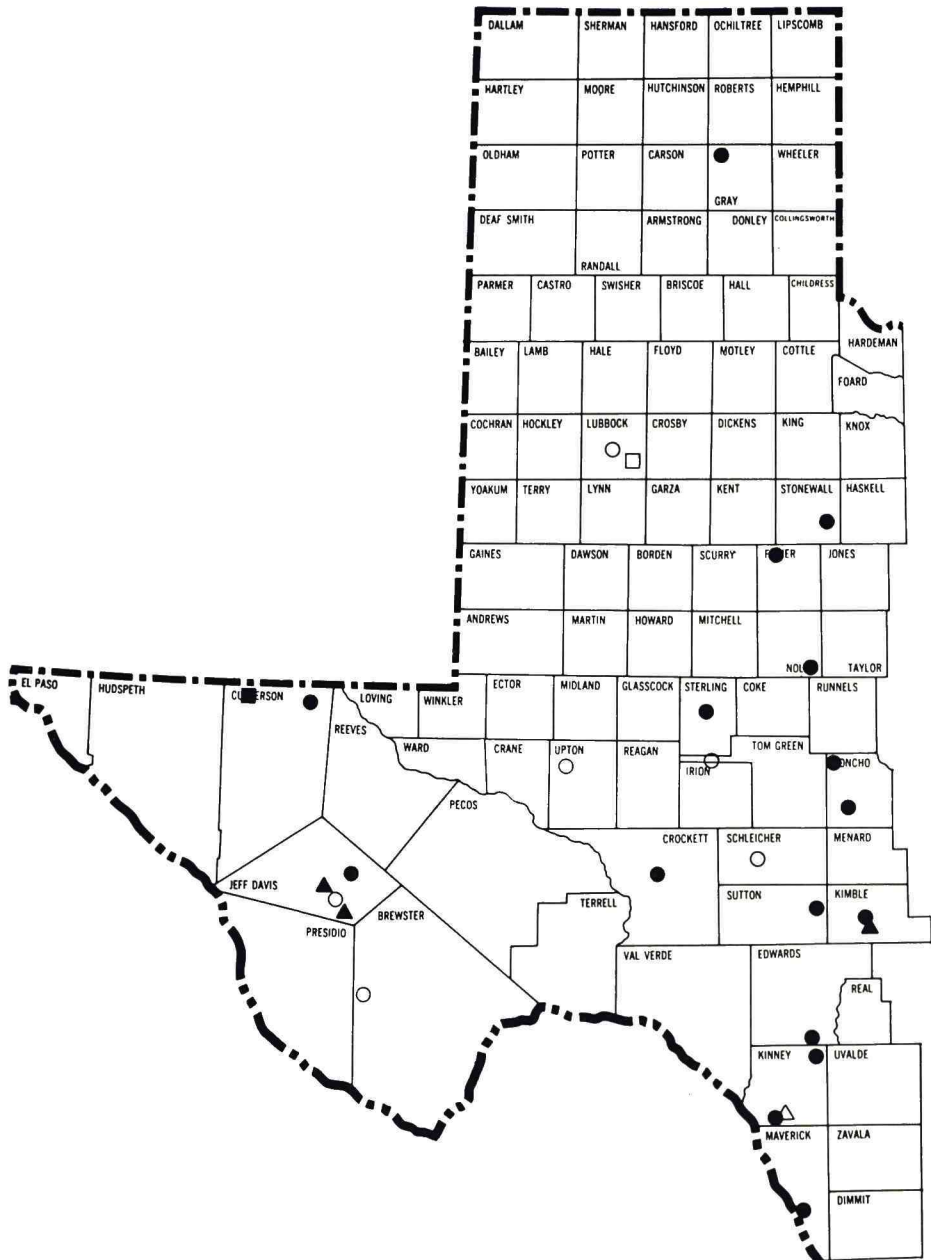 DALLAM SHERMAN HANSFORD OCHILTREE LIPSCOMB
HARTLEY MOORE HUTCHINSON ROBERTS HEMPHILL
OLDHAM POTTER CARSON WHEELER
GRAY
DEAF SMITH ARMSTRONG DONLEY COLLINGSWORTH
RANDALL
PARMER CASTRO SWISHER BRISCOE HALL CHILDRESS
HARDEMAN
BAILEY LAMB HALE FLOYD MOTLEY COTTLE
FOARD
COCHRAN HOCKLEY LUBBOCK CROSBY DICKENS KING KNOX
YOAKUM TERRY LYNN GARZA KENT STONEWALL HASKELL
GAINES DAWSON BORDEN SCURRY JONES
ANDREWS MARTIN HOWARD MITCHELL
TAYLOR
EL PASO HUDSPETH LOVING WINKLER ECTOR MIDLAND GLASSCOCK STERLING COKE RUNNELS
REEVES WARD CRANE UPTON REAGAN TOM GREEN
IRION
PECOS
CROCKETT SCHLEICHER MENARD
JEFF DAVIS BREWSTER TERRELL SUTTON KIMBLE
PRESIDIO
VAL VERDE EDWARDS
REAL
KINNEY UVALDE
MAVERICK ZAVALA
DIMMIT